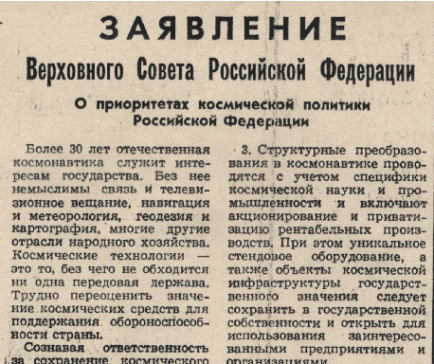 ЗАЯВЛЕНИЕ
Верховного Совета Российской Федерации
О приоритетах космической политики
Российской Федерации
Более 30 лет отечественная
космонавтика служит инте-
ресам государства. Без нее
немыслимы связь и телеви-
зионное вещание, навигация
и метеорология, геодезия и
картография, многие другие
отрасли народного хозяйства.
Космические технологии —
это то, без чего не обходится
ни одна передовая держава.
Трудно переоценить значе-
ние космических средств для
поддержания обороноспособ-
ности страны.
Сознавая ответственность
за сохранение космического
3. Структурные преобразо-
вания в космонавтике прово-
дятся с учетом специфики
космической науки и про-
мышленности и включают
акционирование и привати-
зацию рентабельных произ-
водств. При этом уникальное
стендовое оборудование, а
также объекты космической
инфраструктуры государст-
венного значения следует
сохранить в государственной
собственности и открыть для
использования заинтересо-
ванными предприятиями и
организациями